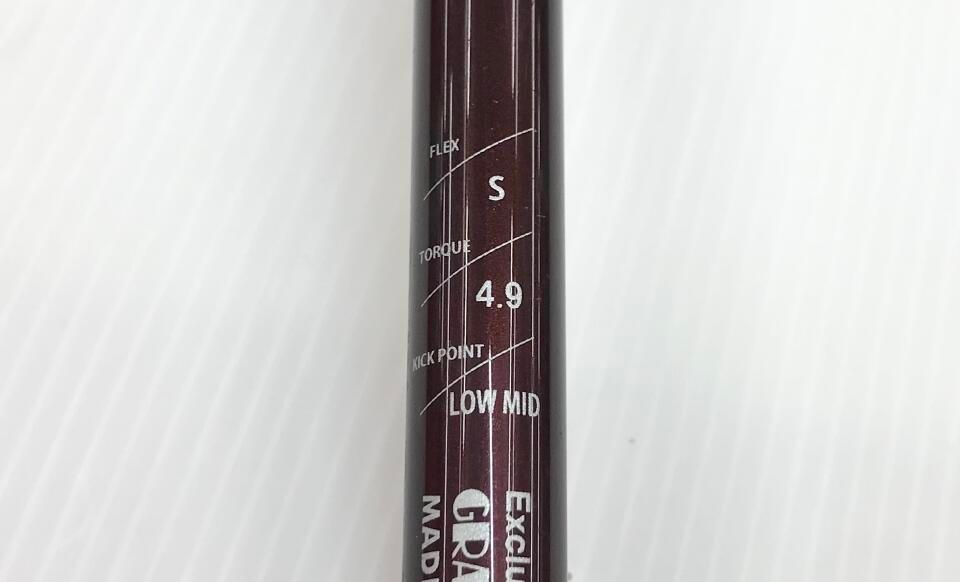 FLEX
S
TORQUE
4.9
KICK POINT
LOW MID